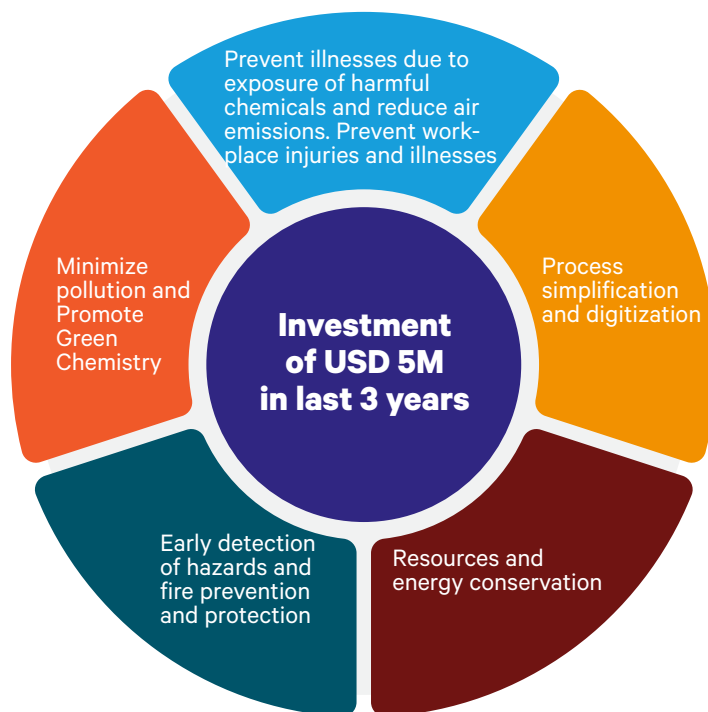 Prevent illnesses due to
exposure of harmful
chemicals and reduce air
emissions. Prevent work-
place injuries and illnesses
Process
simplification
and digitization
Resources and
energy conservation
Early detection
of hazards and
fire prevention
and protection
Minimize
pollution and
Promote
Green
Chemistry
Investment
of USD 5M
in last 3 years